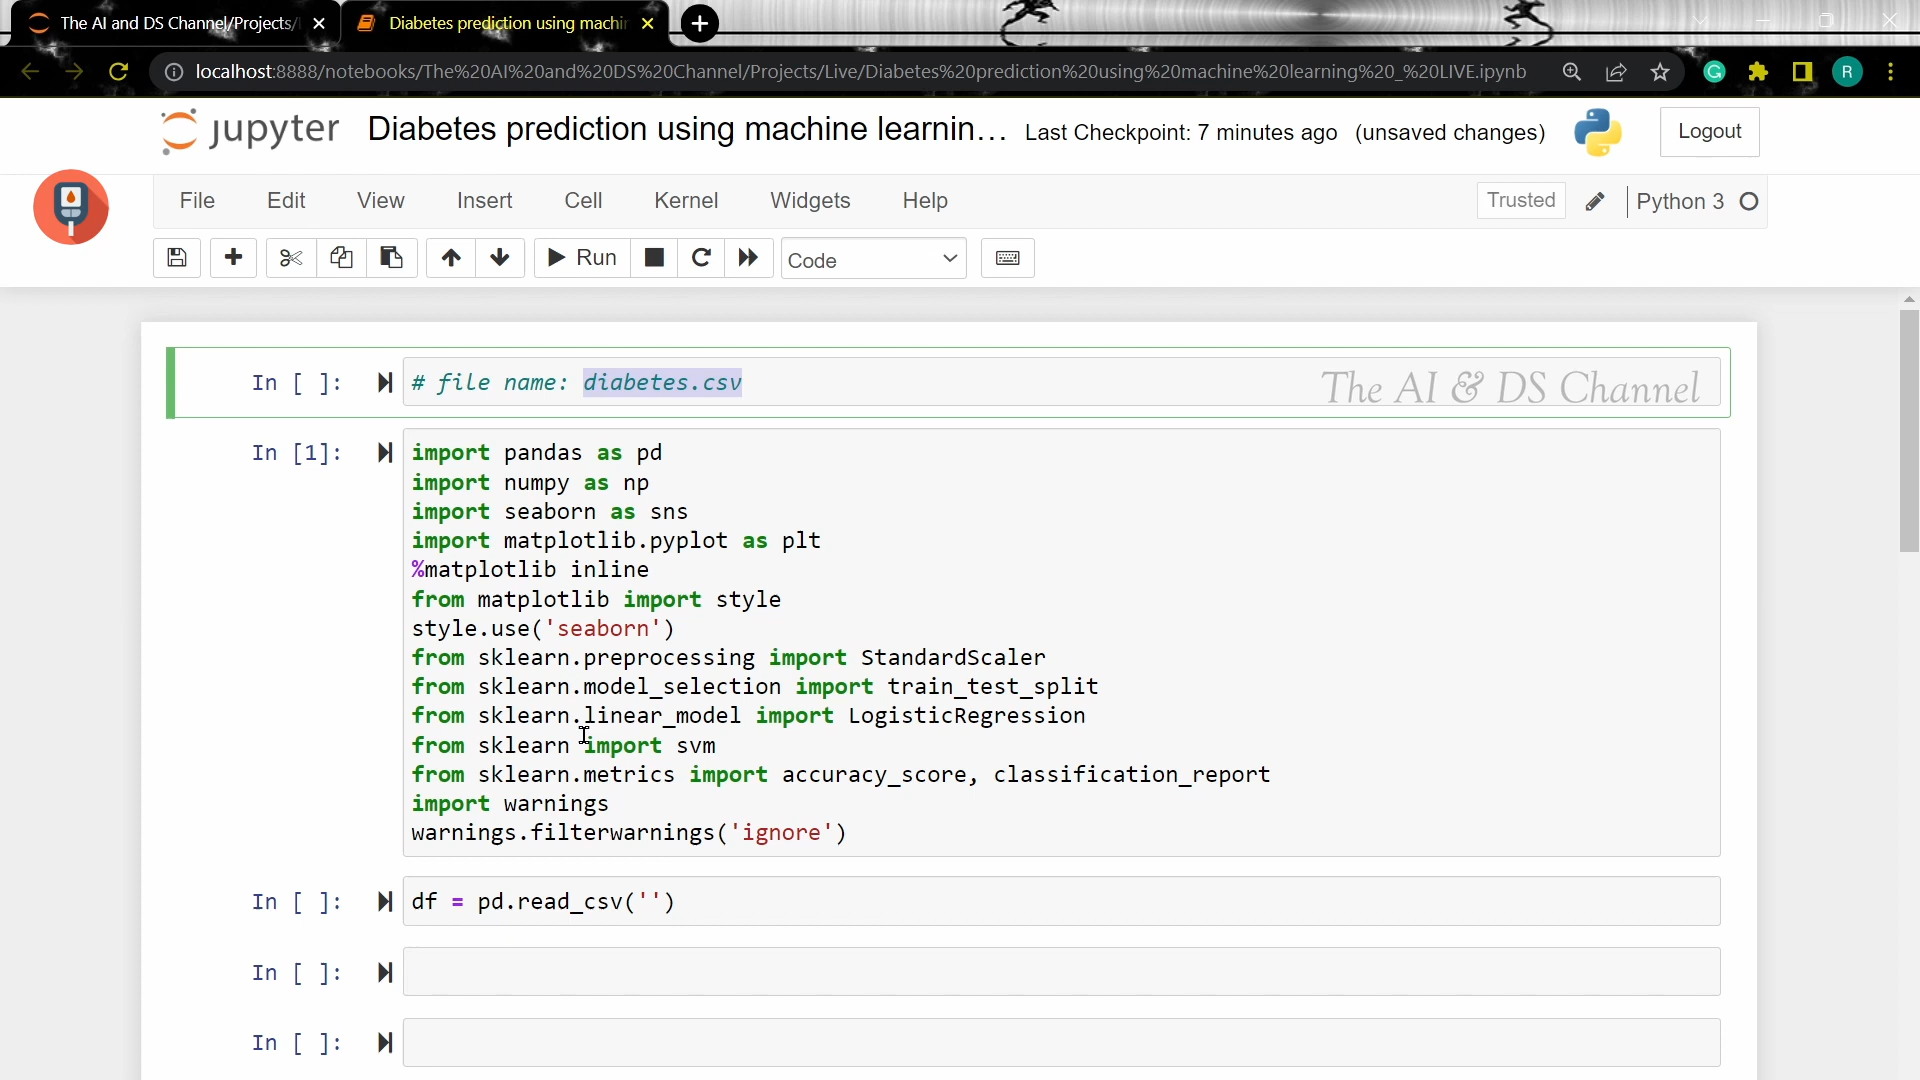 The AI and DS Channel/Projects/
Diabetes prediction using machin
localhost:8888/notebooks/The%20AI%20and%20DS%20Channel/Projects/Live/Diabetes%20prediction%20using%20machine%20learning%20_%20LIVE.ipynb
G
R
jupyter
Diabetes prediction using machine learnin... Last Checkpoint: 7 minutes ago (unsaved changes)
Logout
File Edit View Insert Cell Kernel Widgets Help
Trusted
Python 3
Run
Code
In [ ]: # file name: diabetes.csv
The AI & DS Channel
In [1]: import pandas as pd
import numpy as np
import seaborn as sns
import matplotlib.pyplot as plt
%matplotlib inline
from matplotlib import style
style.use('seaborn')
from sklearn.preprocessing import StandardScaler
from sklearn.model_selection import train_test_split
from sklearn.linear_model import LogisticRegression
from sklearn import svm
from sklearn.metrics import accuracy_score, classification_report
import warnings
warnings.filterwarnings('ignore')
In [ ]: df = pd.read_csv('')
In [ ]:
In [ ]: